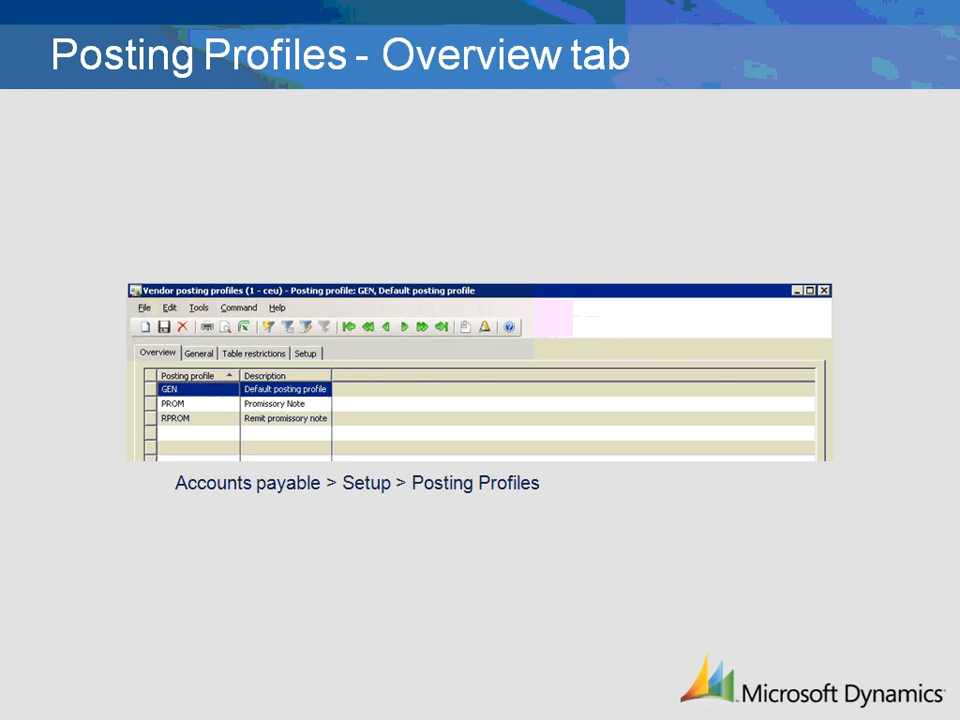 Posting Profiles - Overview tab
Vendor posting profiles (1 - ceu) - Posting profile: GEN, Default posting profile
File Edit Tools Command Help
Overview General Table restrictions Setup
Posting profile Description
GEN Default posting profile
PROM Promissory Note
RPROM Remit promissory note
Accounts payable > Setup > Posting Profiles
Microsoft Dynamics